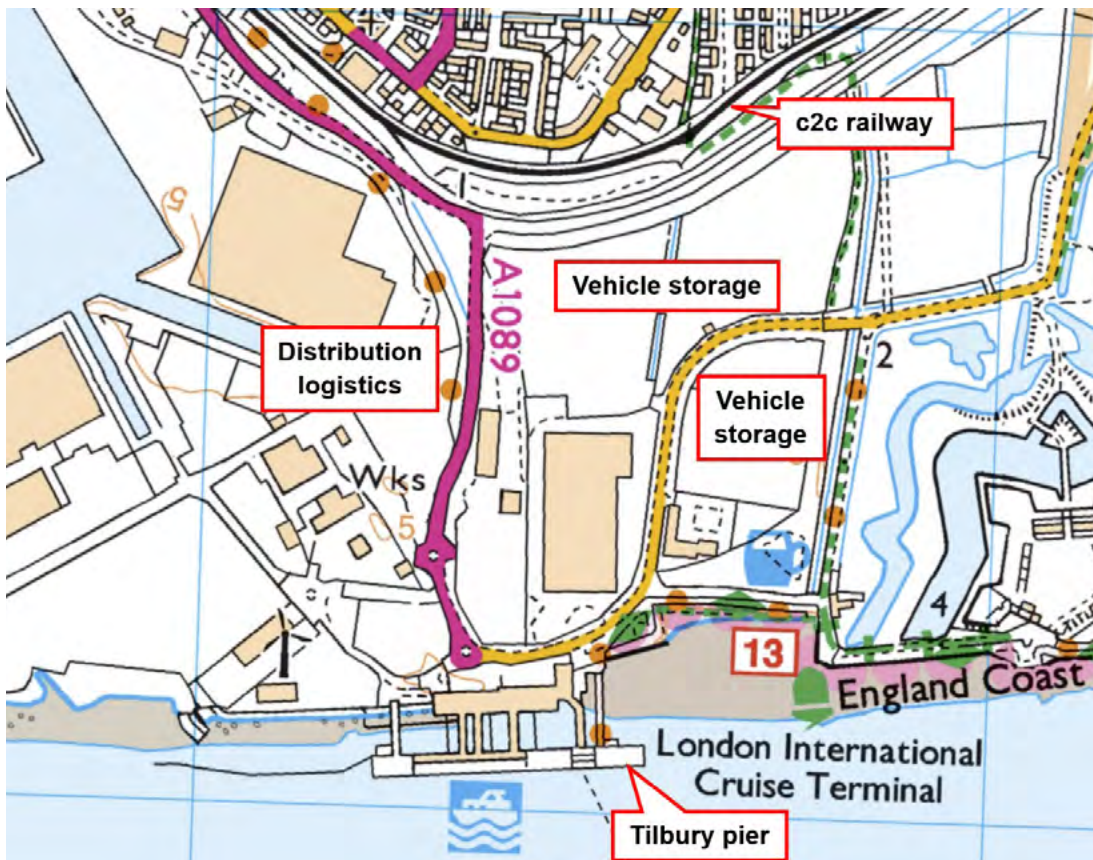 c2c railway
5
A1089
Vehicle storage
Distribution
logistics
2
Vehicle
storage
Wks
5
4
13
England Coast
London International
Cruise Terminal
Tilbury pier